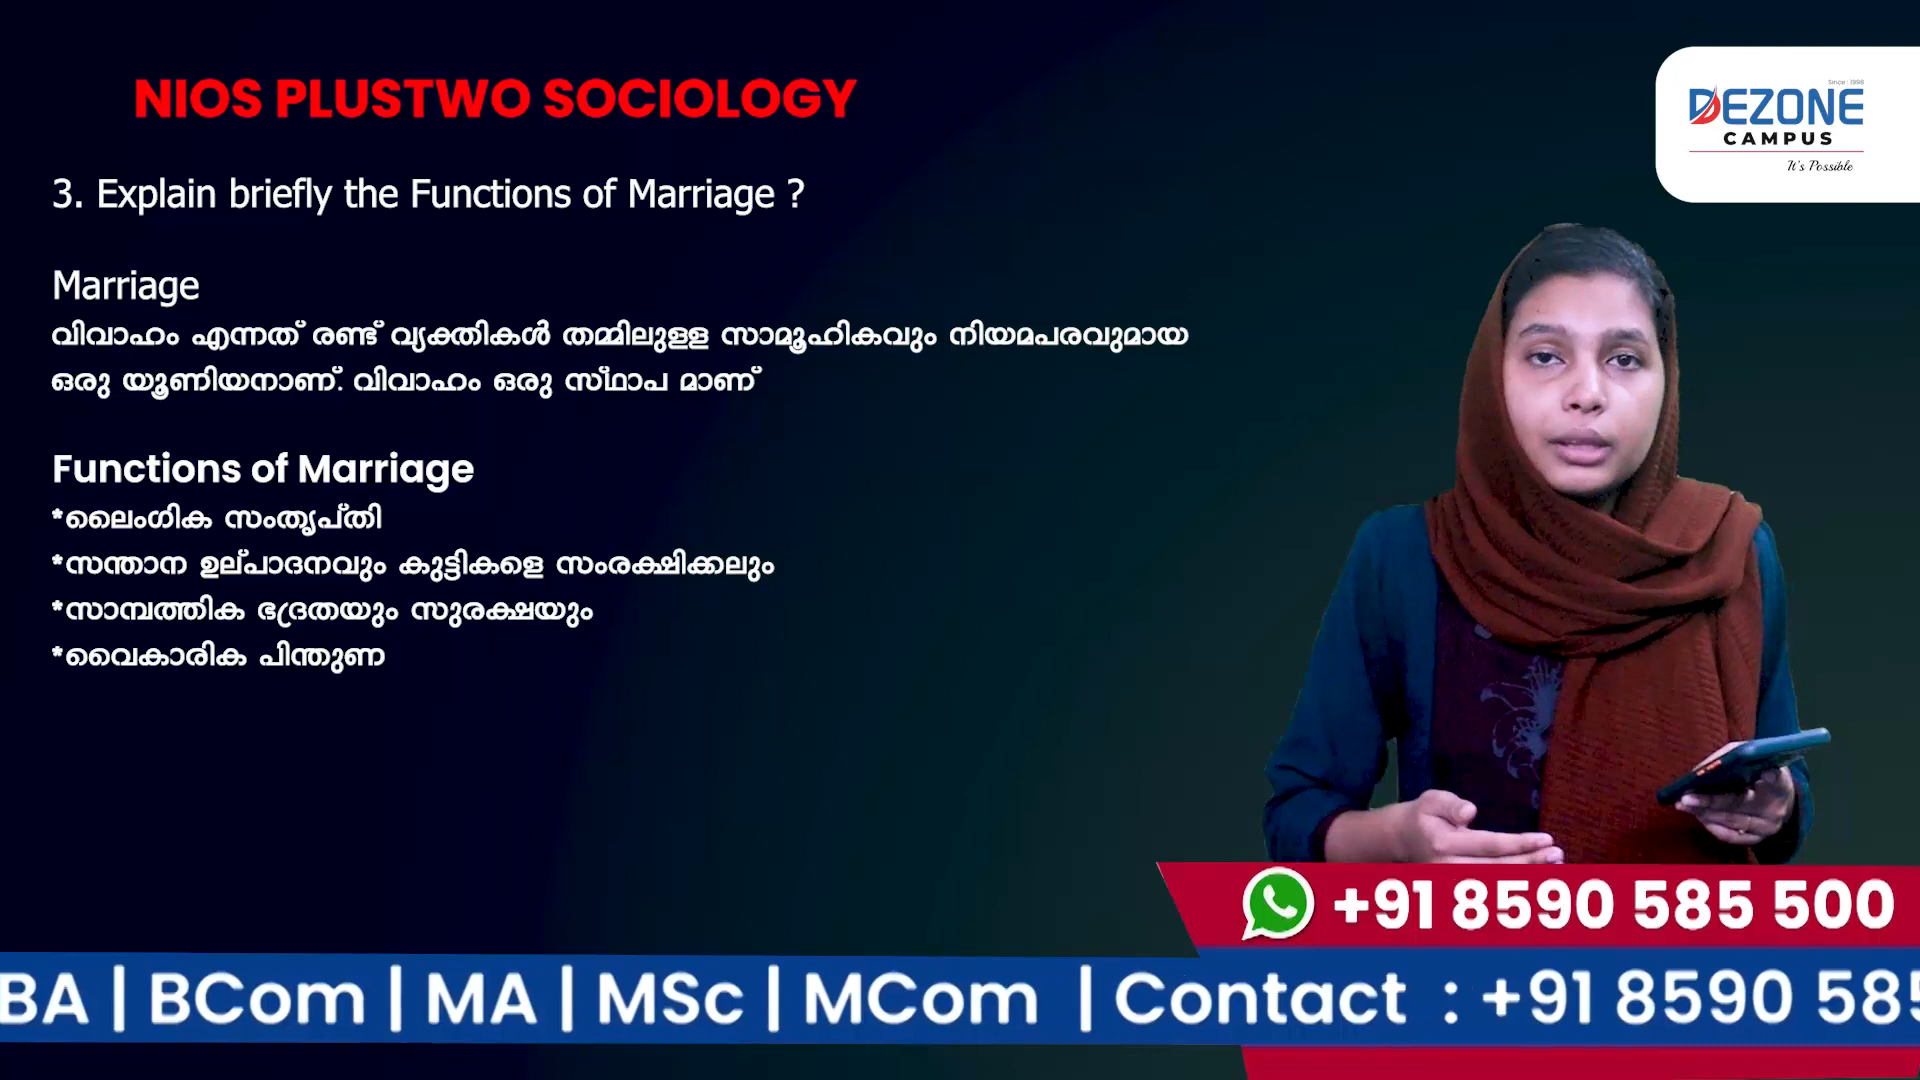 NIOS PLUSTWO SOCIOLOGY
Since : 1998
DEZONE
CAMPUS
It's Possible
3. Explain briefly the Functions of Marriage ?
Marriage
വിവാഹം എന്നത് രണ്ട് വ്യക്തികൾ തമ്മിലുള്ള സാമൂഹികവും നിയമപരവുമായ
ഒരു യൂണിയനാണ്. വിവാഹം ഒരു സ്ഥാപ മാണ്
Functions of Marriage
*ലൈംഗിക സംതൃപ്തി
*സന്താന ഉല്പാദനവും കുട്ടികളെ സംരക്ഷിക്കലും
*സാമ്പത്തിക ഭദ്രതയും സുരക്ഷയും
*വൈകാരിക പിന്തുണ
+91 8590 585 500
BA | BCom | MA | MSc | MCom | Contact : +91 8590 585